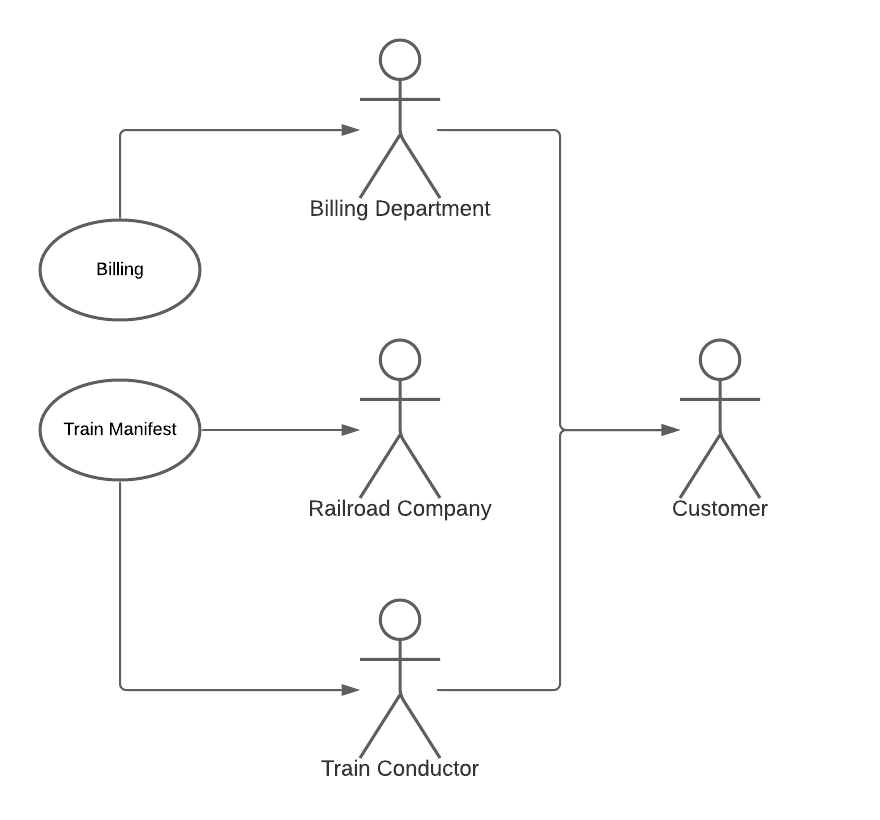 Billing Department
Billing
Train Manifest
Railroad Company
Customer
Train Conductor